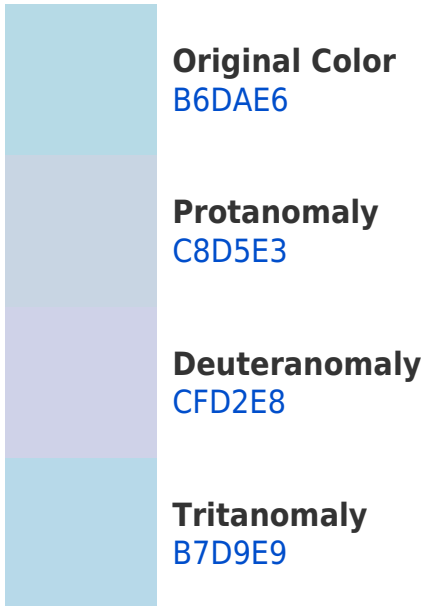 Original Color
B6DAE6
Protanomaly
C8D5E3
Deuteranomaly
CFD2E8
Tritanomaly
B7D9E9